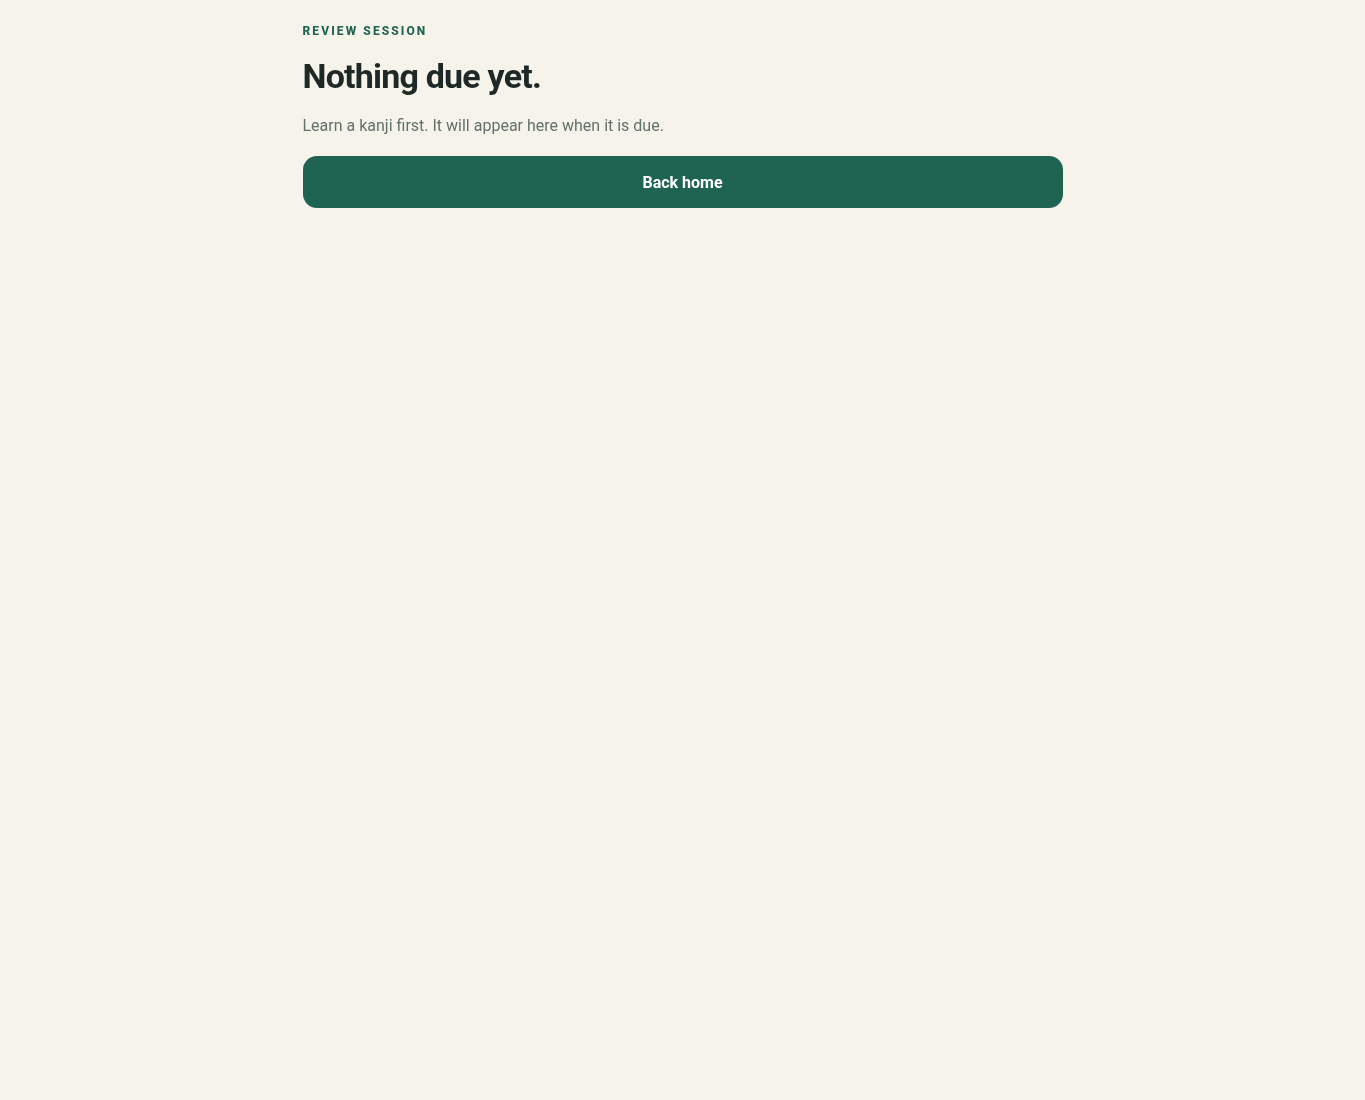 REVIEW SESSION
Nothing due yet.
Learn a kanji first. It will appear here when it is due.
Back home